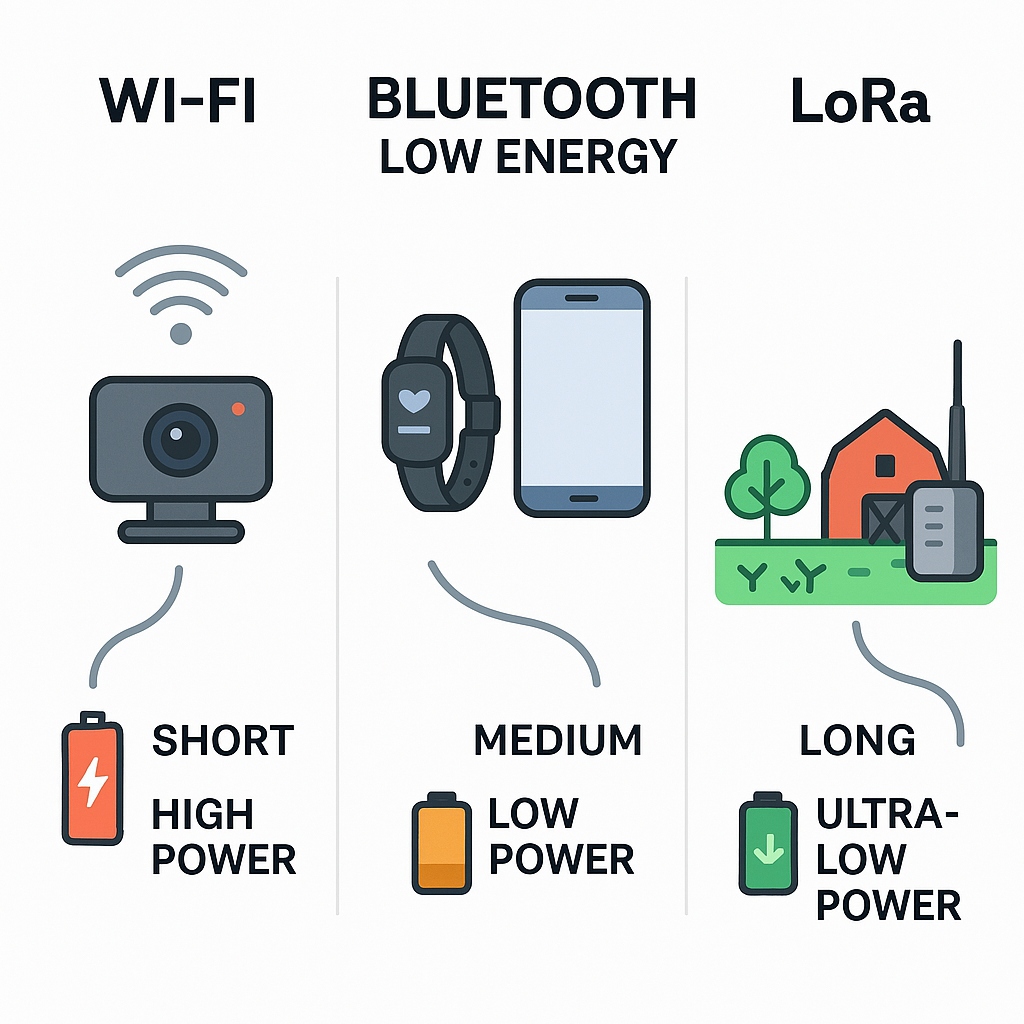 WI-FI
BLUETOOTH
LOW ENERGY
LoRa
SHORT
HIGH
POWER
MEDIUM
LOW
POWER
LONG
ULTRA-
LOW
POWER